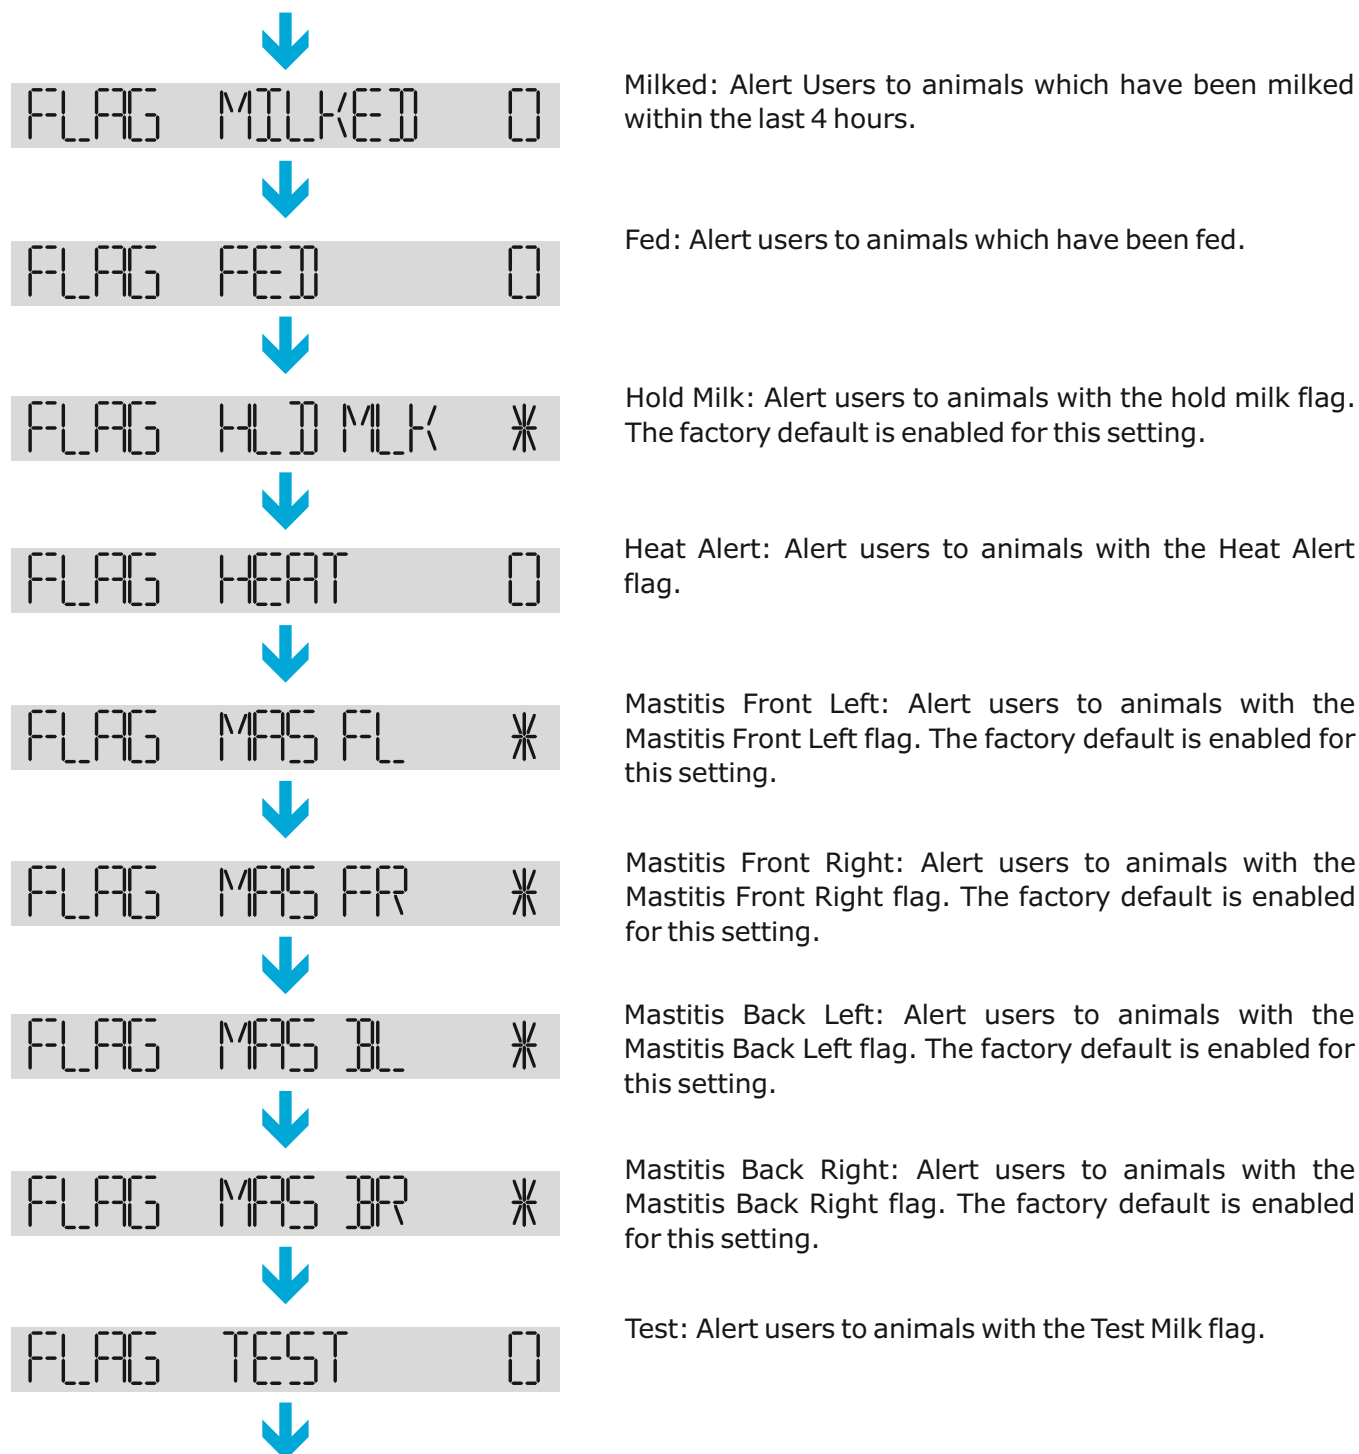 FLAG MILKED 0
Milked: Alert Users to animals which have been milked
within the last 4 hours.
FLAG FED 0
Fed: Alert users to animals which have been fed.
FLAG HLD MLK *
Hold Milk: Alert users to animals with the hold milk flag.
The factory default is enabled for this setting.
FLAG HEAT 0
Heat Alert: Alert users to animals with the Heat Alert
flag.
FLAG MAS FL *
Mastitis Front Left: Alert users to animals with the
Mastitis Front Left flag. The factory default is enabled for
this setting.
FLAG MAS FR *
Mastitis Front Right: Alert users to animals with the
Mastitis Front Right flag. The factory default is enabled
for this setting.
FLAG MAS BL *
Mastitis Back Left: Alert users to animals with the
Mastitis Back Left flag. The factory default is enabled for
this setting.
FLAG MAS BR *
Mastitis Back Right: Alert users to animals with the
Mastitis Back Right flag. The factory default is enabled
for this setting.
FLAG TEST 0
Test: Alert users to animals with the Test Milk flag.